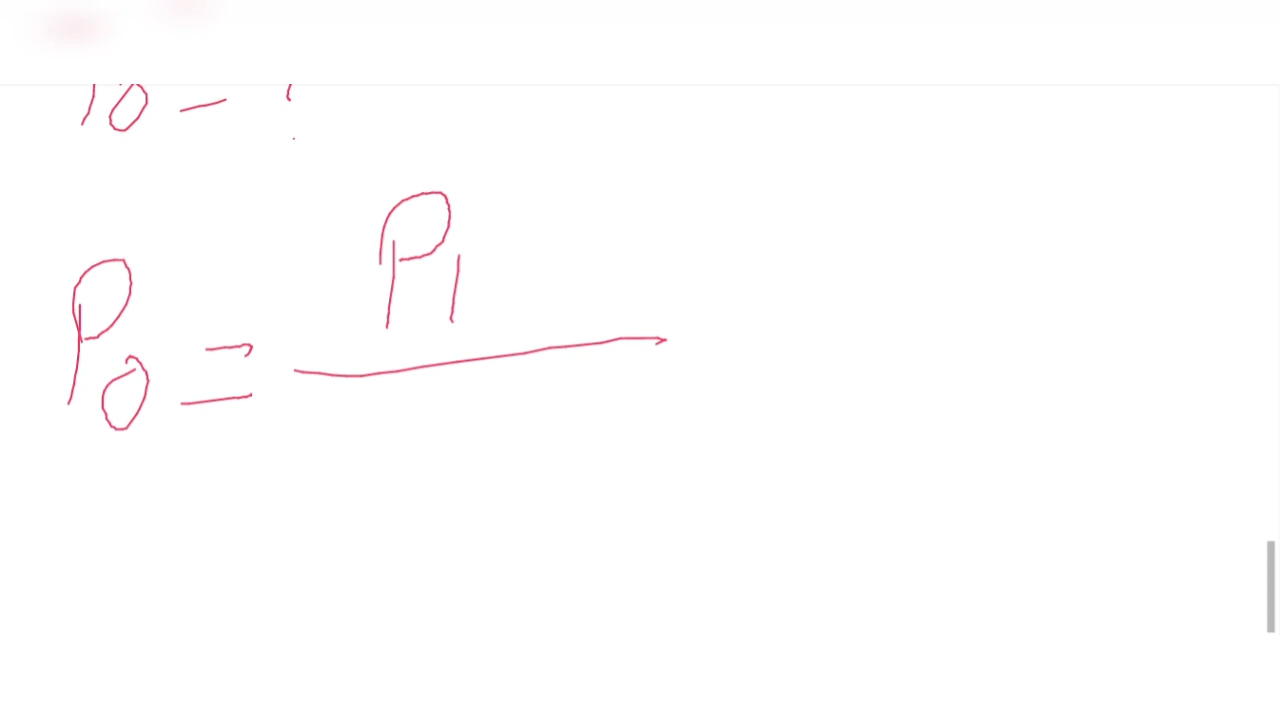 P0 = ?
P0 = P1